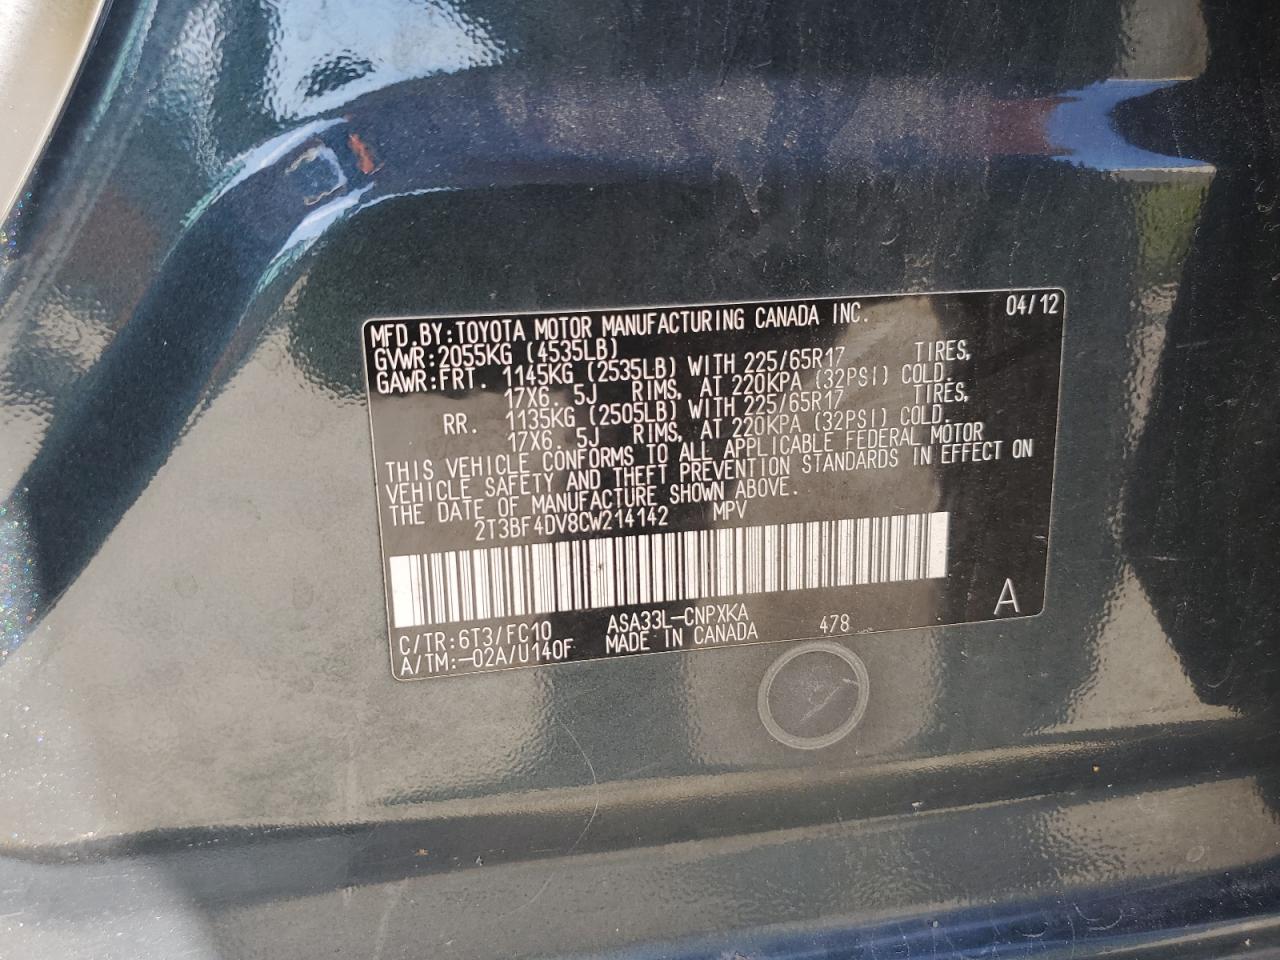 MFD.BY:TOYOTA MOTOR MANUFACTURING CANADA INC. 04/12
GVWR:2055KG (4535LB)
GAWR:FRT. 1145KG (2535LB) WITH 225/65R17 TIRES,
17X6.5J RIMS, AT 220KPA (32PSI) COLD.
RR. 1135KG (2505LB) WITH 225/65R17 TIRES,
17X6.5J RIMS, AT 220KPA (32PSI) COLD.
THIS VEHICLE CONFORMS TO ALL APPLICABLE FEDERAL MOTOR
VEHICLE SAFETY AND THEFT PREVENTION STANDARDS IN EFFECT ON
THE DATE OF MANUFACTURE SHOWN ABOVE.
2T3BF4DV8CW214142 MPV
C/TR:6T3/FC10 ASA33L-CNPXKA 478 A
A/TM:-02A/U140F MADE IN CANADA